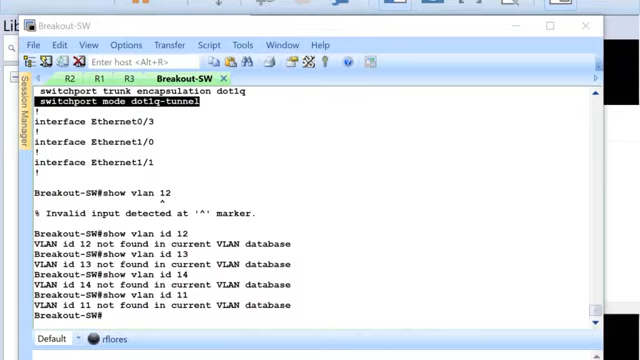 Breakout-SW
File Edit View Options Transfer Script Tools Window Help
Enter host <Alt+R>
R2 R1 R3 Breakout-SW
Session Manager
switchport trunk encapsulation dot1q
switchport mode dot1q-tunnel
!
interface Ethernet0/3
!
interface Ethernet1/0
!
interface Ethernet1/1
!
Breakout-SW#show vlan 12
^
% Invalid input detected at '^' marker.
Breakout-SW#show vlan id 12
VLAN id 12 not found in current VLAN database
Breakout-SW#show vlan id 13
VLAN id 13 not found in current VLAN database
Breakout-SW#show vlan id 14
VLAN id 14 not found in current VLAN database
Breakout-SW#show vlan id 11
VLAN id 11 not found in current VLAN database
Breakout-SW#
Default rflores